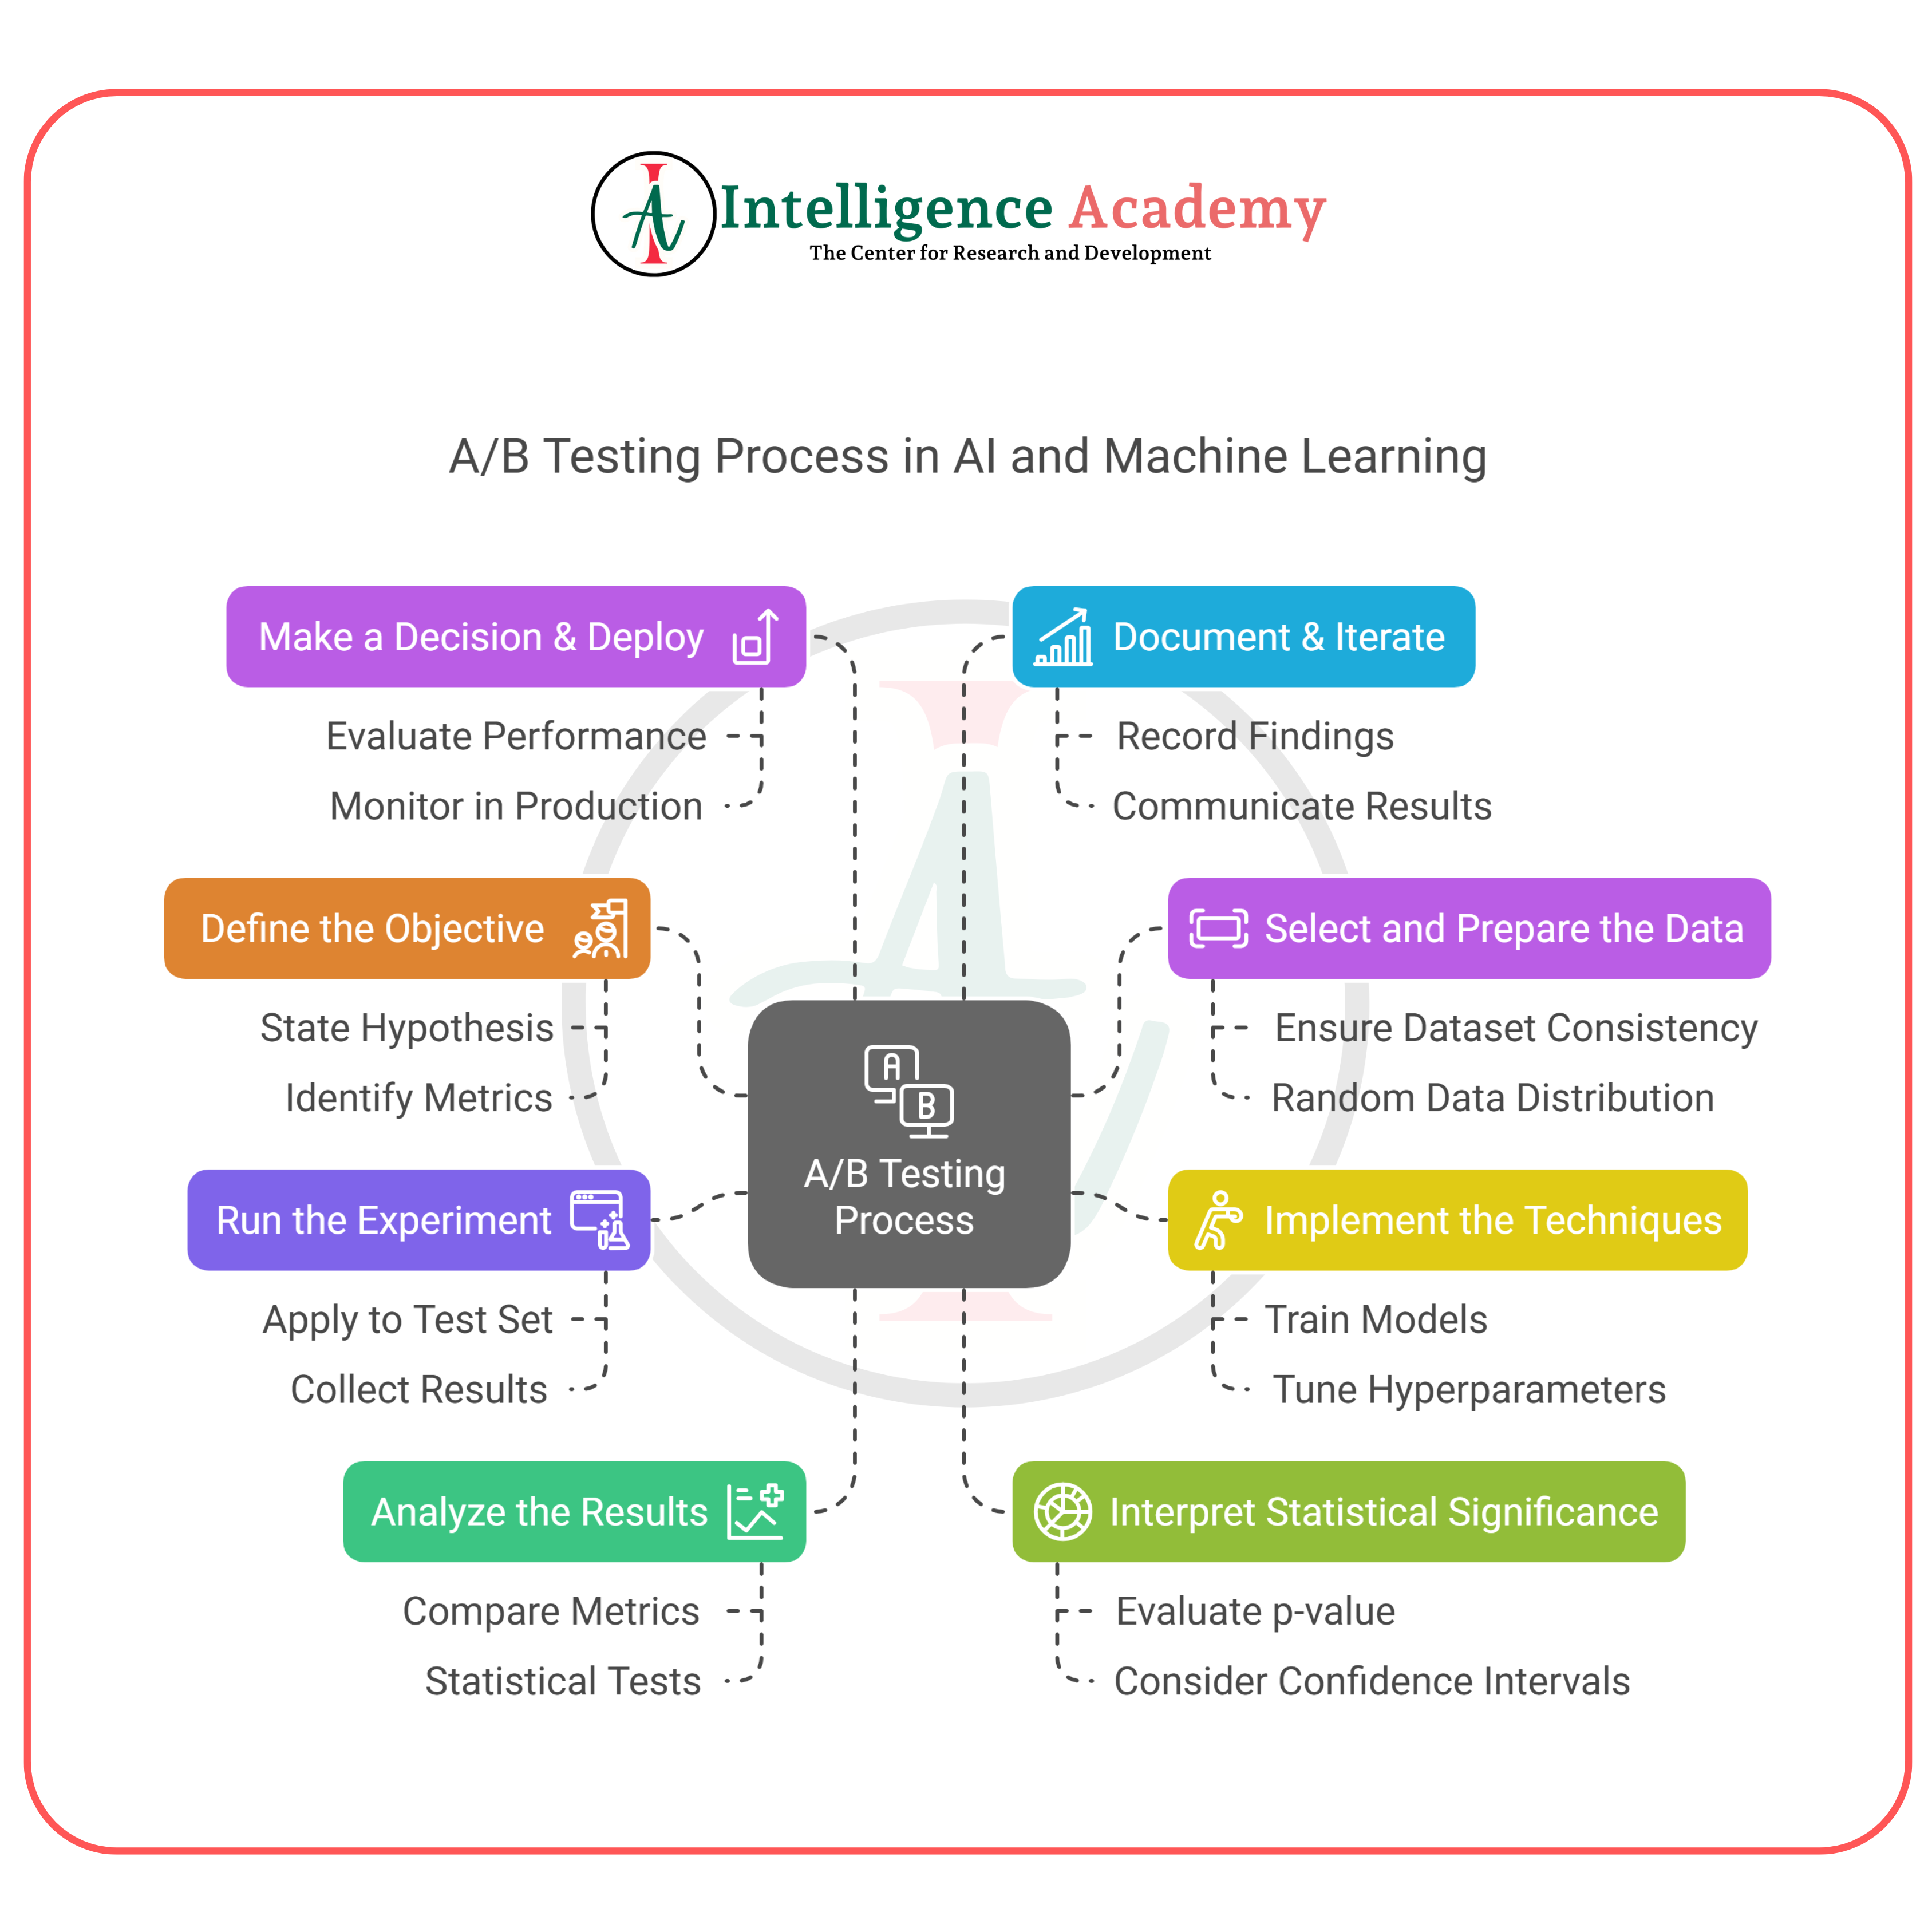 Intelligence Academy
The Center for Research and Development
A/B Testing Process in AI and Machine Learning
Make a Decision & Deploy
Evaluate Performance
Monitor in Production
Document & Iterate
Record Findings
Communicate Results
Define the Objective
State Hypothesis
Identify Metrics
Select and Prepare the Data
Ensure Dataset Consistency
Random Data Distribution
A
B
A/B Testing
Process
Run the Experiment
Apply to Test Set
Collect Results
Implement the Techniques
Train Models
Tune Hyperparameters
Analyze the Results
Compare Metrics
Statistical Tests
Interpret Statistical Significance
Evaluate p-value
Consider Confidence Intervals